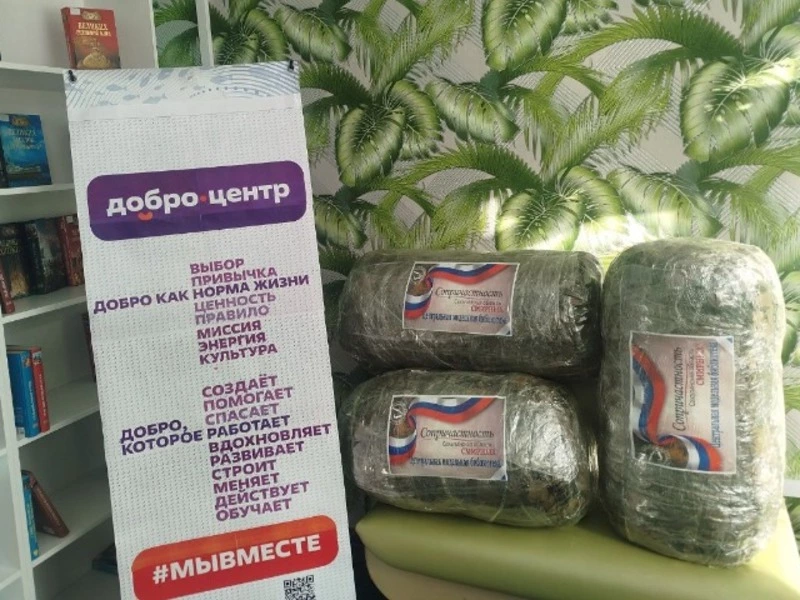 добро•центр
ВЫБОР
ПРИВЫЧКА
ДОБРО КАК НОРМА ЖИЗНИ
ЦЕННОСТЬ
ПРАВИЛО
МИССИЯ
ЭНЕРГИЯ
КУЛЬТУРА
СОЗДАЁТ
ПОМОГАЕТ
СПАСАЕТ
ДОБРО,
КОТОРОЕ РАБОТАЕТ
ВДОХНОВЛЯЕТ
РАЗВИВАЕТ
СТРОИТ
МЕНЯЕТ
ДЕЙСТВУЕТ
ОБУЧАЕТ
#МЫВМЕСТЕ
Сопричастность
Сопричастность
Сопричастность